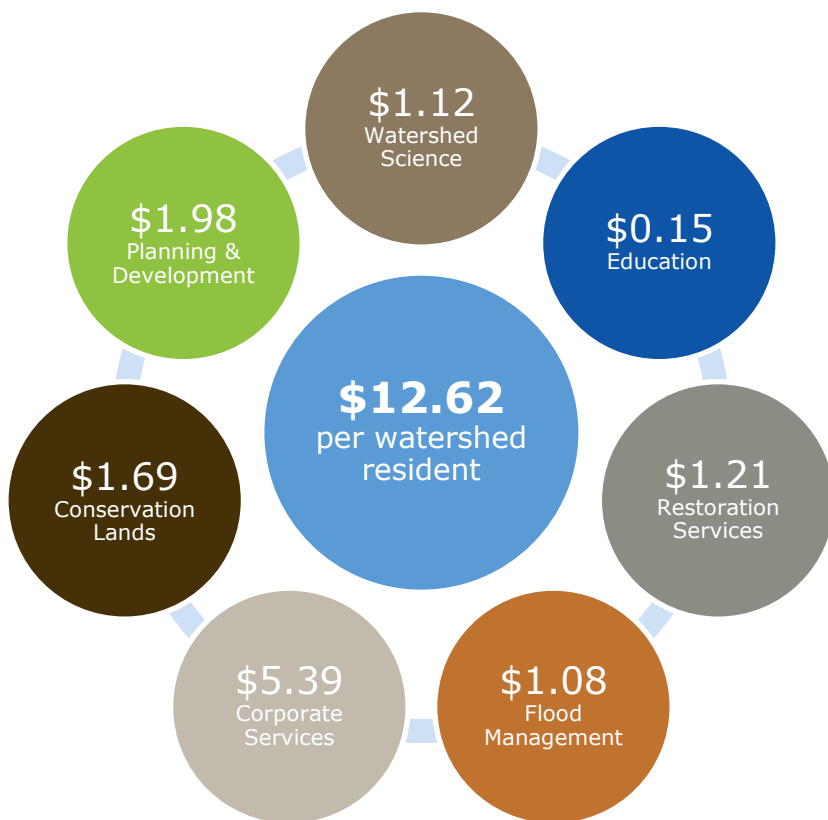 $1.12
Watershed
Science
$0.15
Education
$1.21
Restoration
Services
$1.08
Flood
Management
$5.39
Corporate
Services
$1.69
Conservation
Lands
$1.98
Planning &
Development
$12.62
per watershed
resident